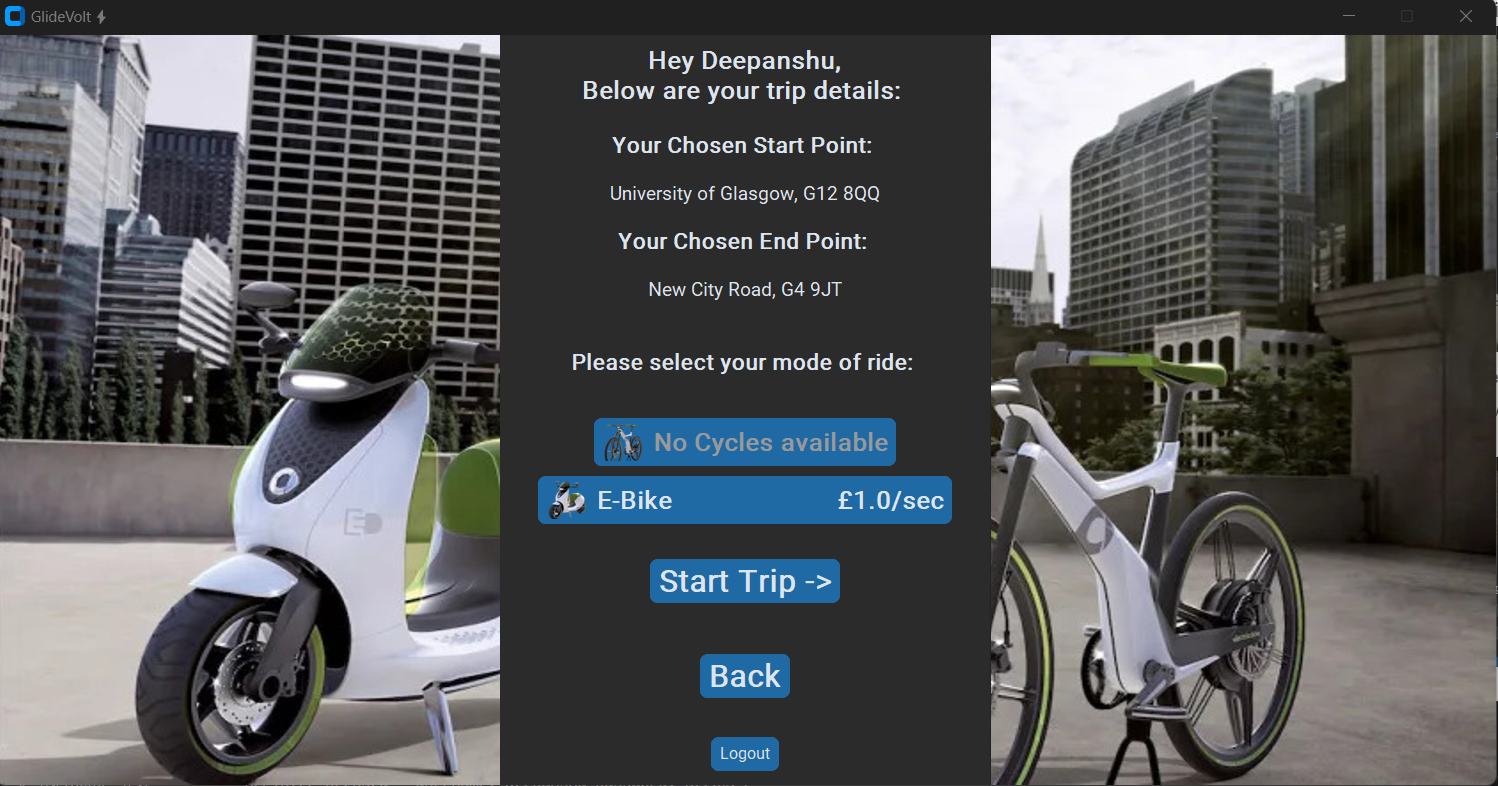 GlideVolt
Hey Deepanshu,
Below are your trip details:
Your Chosen Start Point:
University of Glasgow, G12 8QQ
Your Chosen End Point:
New City Road, G4 9JT
Please select your mode of ride:
No Cycles available
E-Bike £1.0/sec
Start Trip ->
Back
Logout